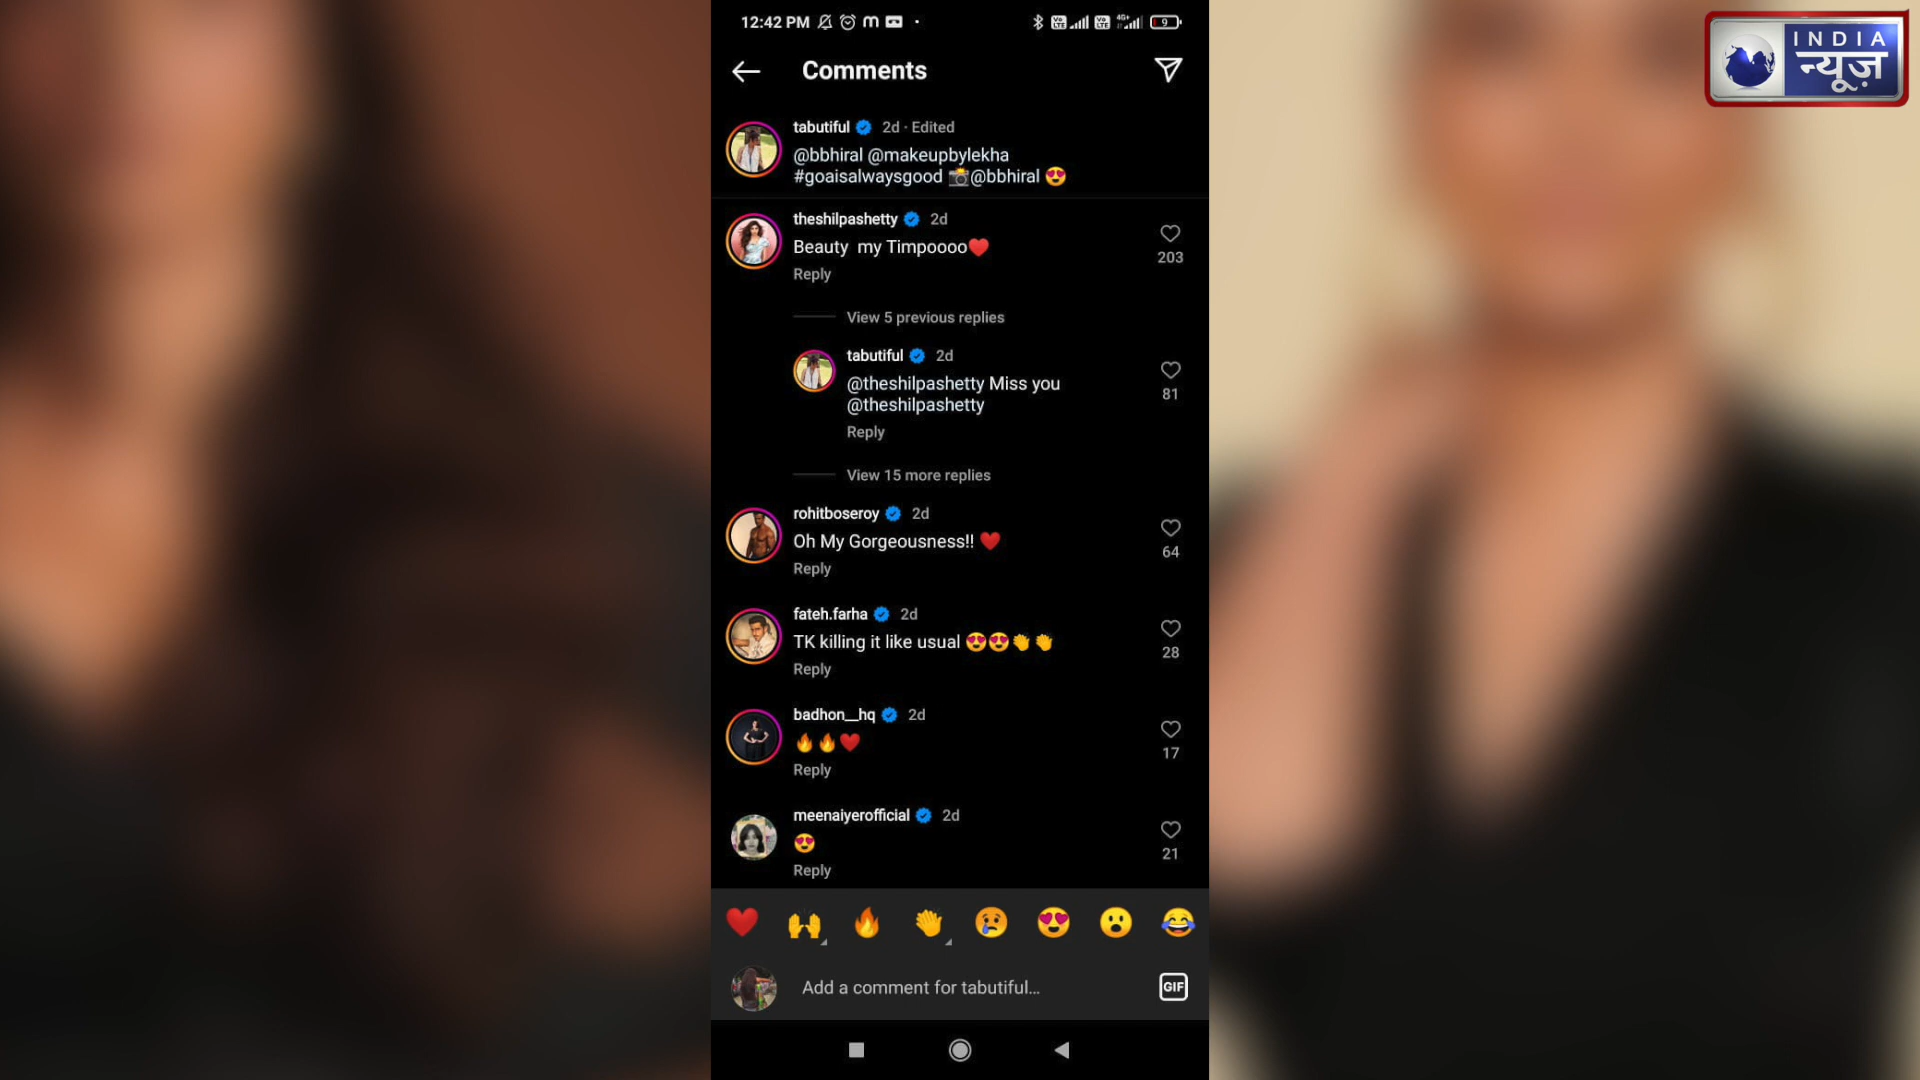 12:42 PM
9
INDIA
न्यूज़
Comments
tabutiful 2d · Edited
@bbhiral @makeupbylekha
#goaisalwaysgood 📸@bbhiral 😍
theshilpashetty 2d
Beauty my Timpoooo❤️
203
Reply
View 5 previous replies
tabutiful 2d
@theshilpashetty Miss you
@theshilpashetty
81
Reply
View 15 more replies
rohitboseroy 2d
Oh My Gorgeousness!! ❤️
64
Reply
fateh.farha 2d
TK killing it like usual 😍😍👏👏
28
Reply
badhon__hq 2d
🔥🔥❤️
17
Reply
meenaiyerofficial 2d
😍
21
Reply
❤️🙌🔥👏😢😍😮😂
Add a comment for tabutiful...
GIF